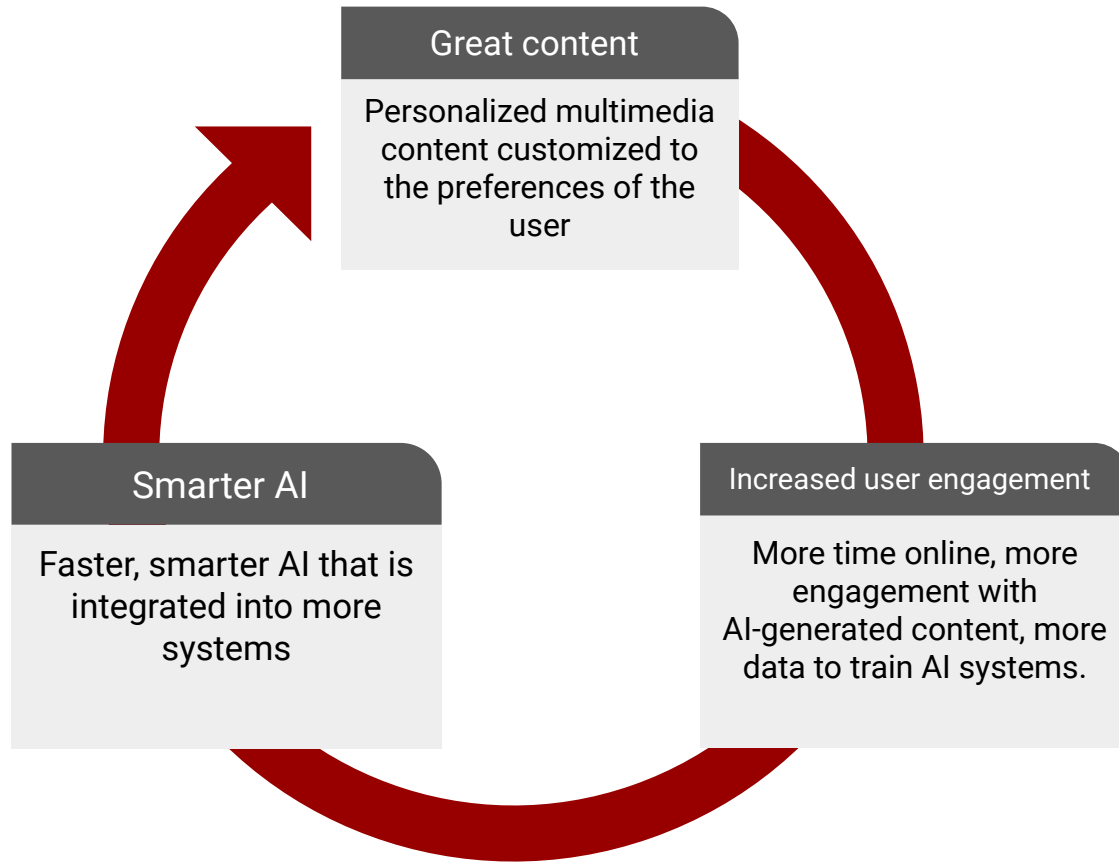 Great content
Personalized multimedia
content customized to
the preferences of the
user
Increased user engagement
More time online, more
engagement with
AI-generated content, more
data to train AI systems.
Smarter AI
Faster, smarter AI that is
integrated into more
systems